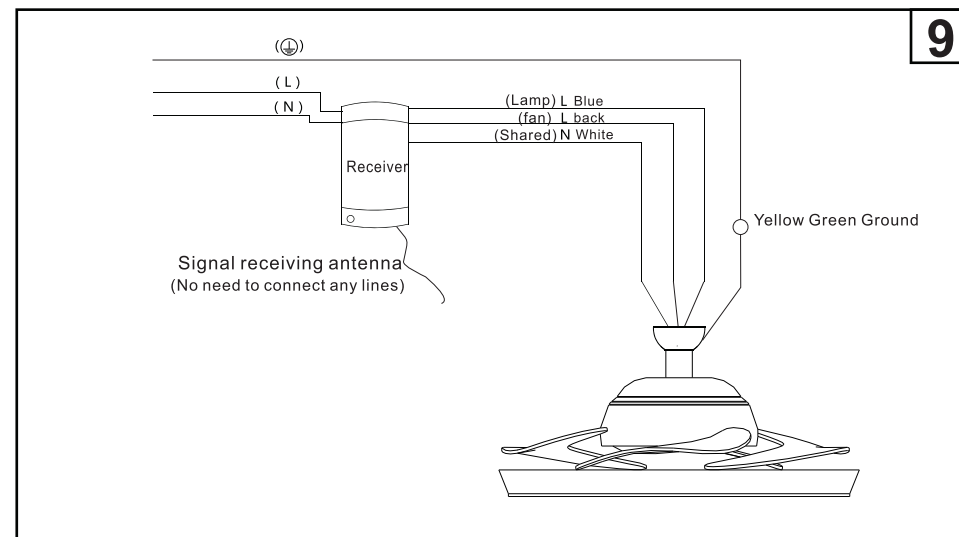 9
(⏚)
( L )
( N )
(Lamp) L Blue
(fan) L back
(Shared) N White
Receiver
Yellow Green Ground
Signal receiving antenna
(No need to connect any lines)